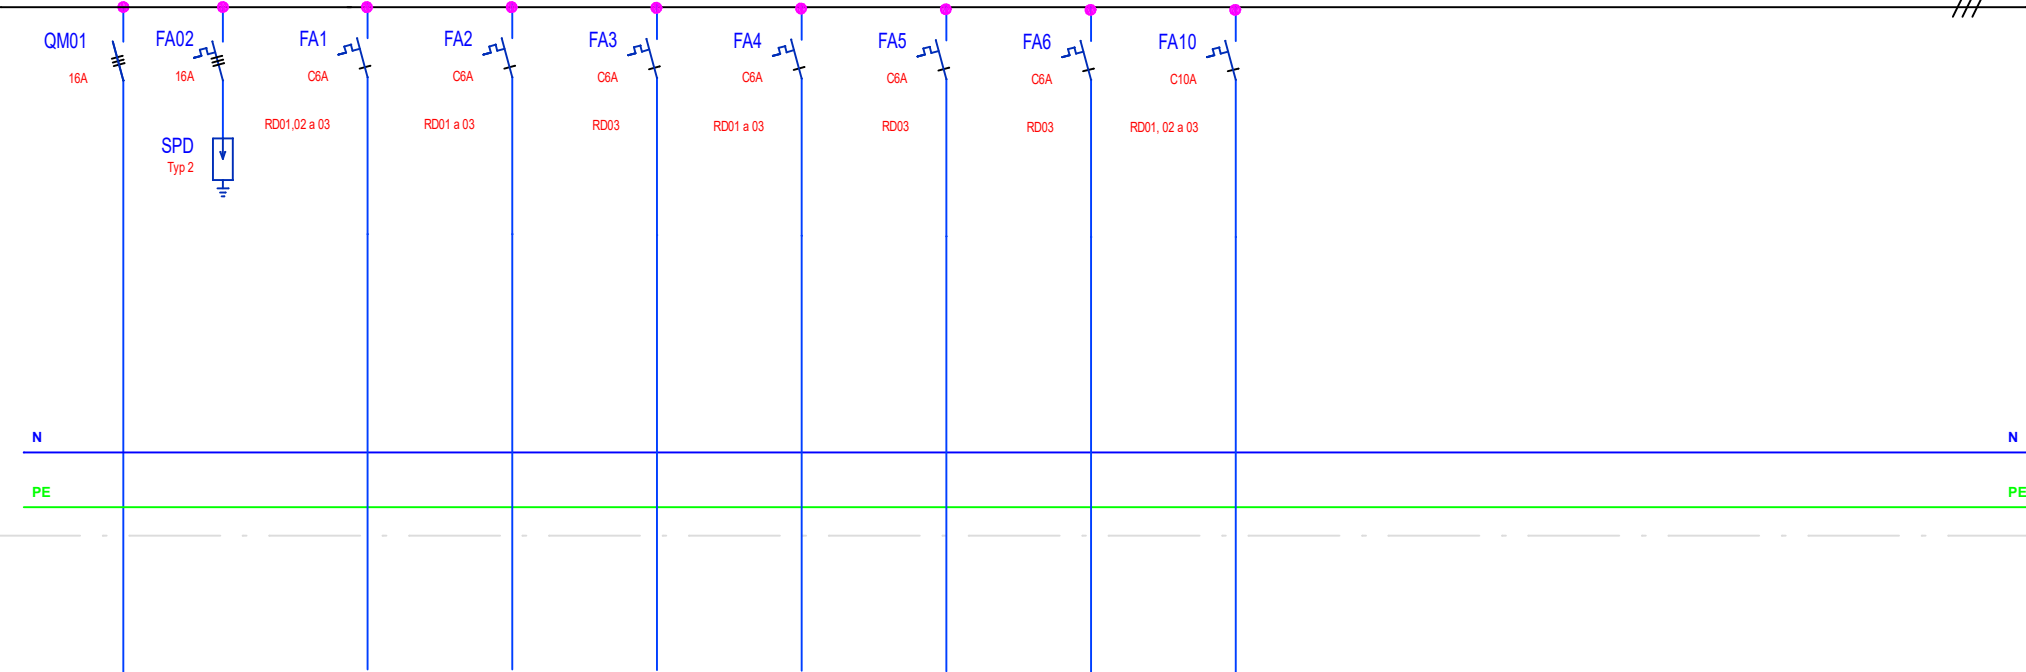 QM01
16A
FA02
16A
SPD
Typ 2
FA1
C6A
RD01,02 a 03
FA2
C6A
RD01 a 03
FA3
C6A
RD03
FA4
C6A
RD01 a 03
FA5
C6A
RD03
FA6
C6A
RD03
FA10
C10A
RD01, 02 a 03
N
N
PE
PE